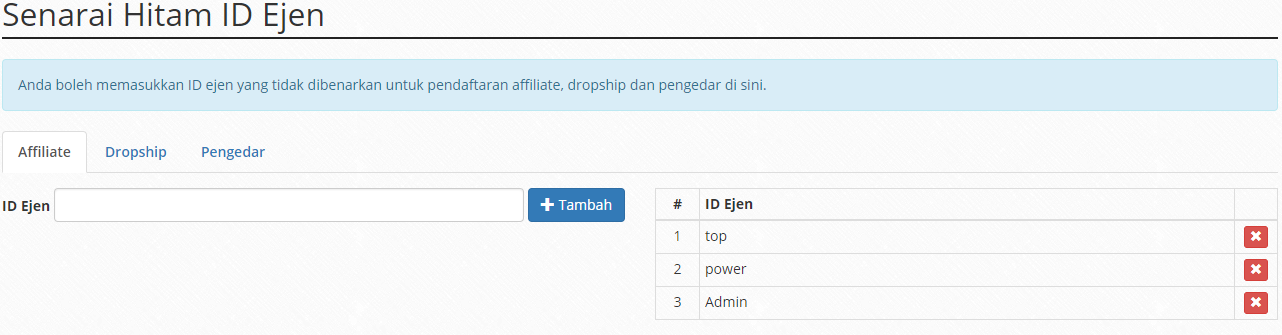 Senarai Hitam ID Ejen
Anda boleh memasukkan ID ejen yang tidak dibenarkan untuk pendaftaran affiliate, dropship dan pengedar di sini.
Affiliate Dropship Pengedar
ID Ejen Tambah
# ID Ejen
1 top
2 power
3 Admin